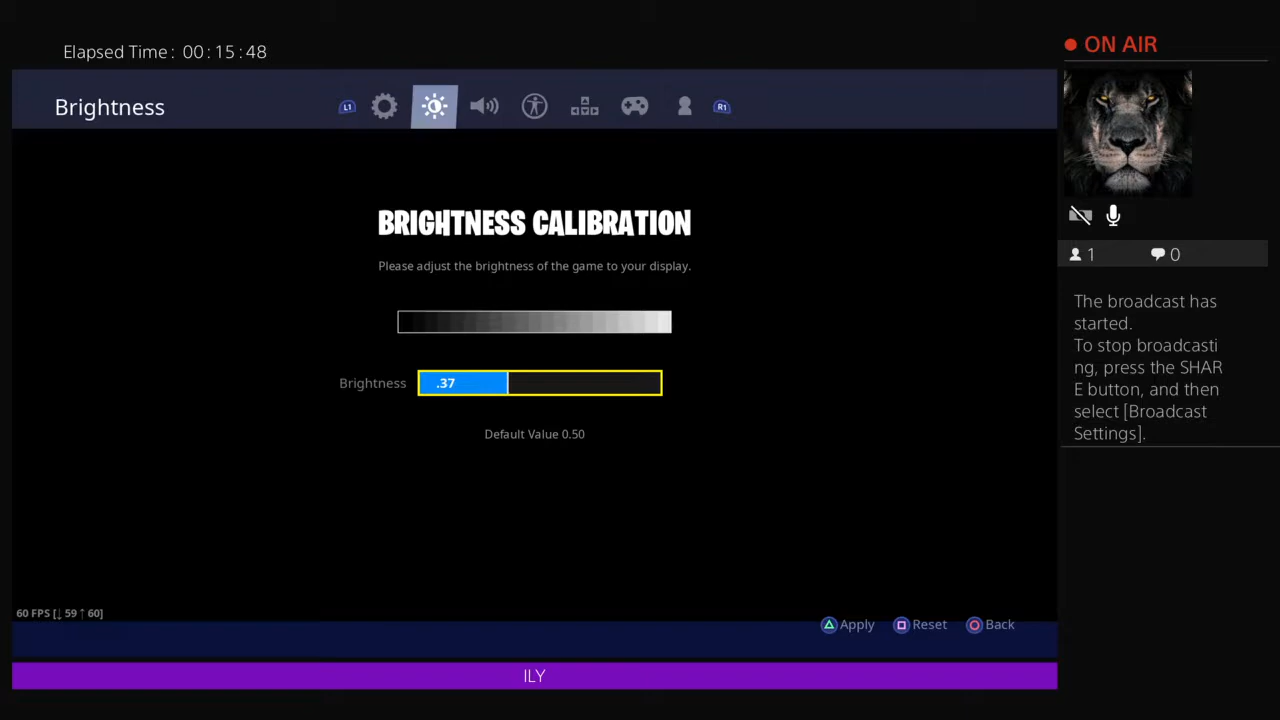 Elapsed Time: 00:15:48
ON AIR
Brightness
L1
R1
BRIGHTNESS CALIBRATION
Please adjust the brightness of the game to your display.
Brightness .37
Default Value 0.50
60 FPS [↓ 59 ↑ 60]
Apply Reset Back
ILY
1 0
The broadcast has
started.
To stop broadcasti
ng, press the SHAR
E button, and then
select [Broadcast
Settings].